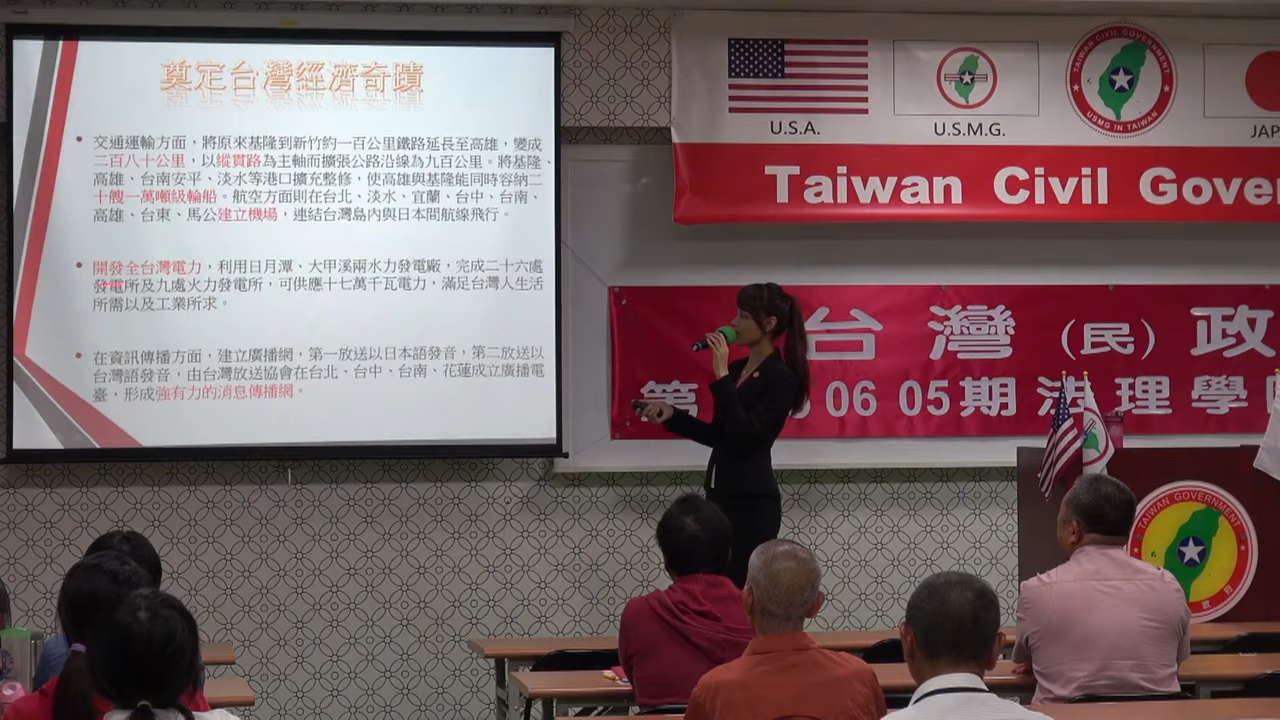 奠定台灣經濟奇蹟
• 交通運輸方面，將原來基隆到新竹約一百公里鐵路延長至高雄，變成
二百八十公里，以縱貫路為主軸而擴張公路沿線為九百公里。將基隆、
高雄、台南安平、淡水等港口擴充整修，使高雄與基隆能同時容納二
十艘一萬噸級輪船。航空方面則在台北、淡水、宜蘭、台中、台南、
高雄、台東、馬公建立機場，連結台灣島內與日本間航線飛行。
• 開發全台灣電力，利用日月潭、大甲溪兩水力發電廠，完成二十六處
發電所及九處火力發電所，可供應十七萬千瓦電力，滿足台灣人生活
所需以及工業所求。
• 在資訊傳播方面，建立廣播網，第一放送以日本語發音，第二放送以
台灣語發音，由台灣放送協會在台北、台中、台南、花蓮成立廣播電
臺，形成強有力的消息傳播網。
TAIWAN CIVIL GOVERNMENT
USMG IN TAIWAN
U.S.A.
U.S.M.G.
JAP
Taiwan Civil Gover
台灣(民)政
第 06 05期法理學
TAIWAN GOVERNMENT
政府